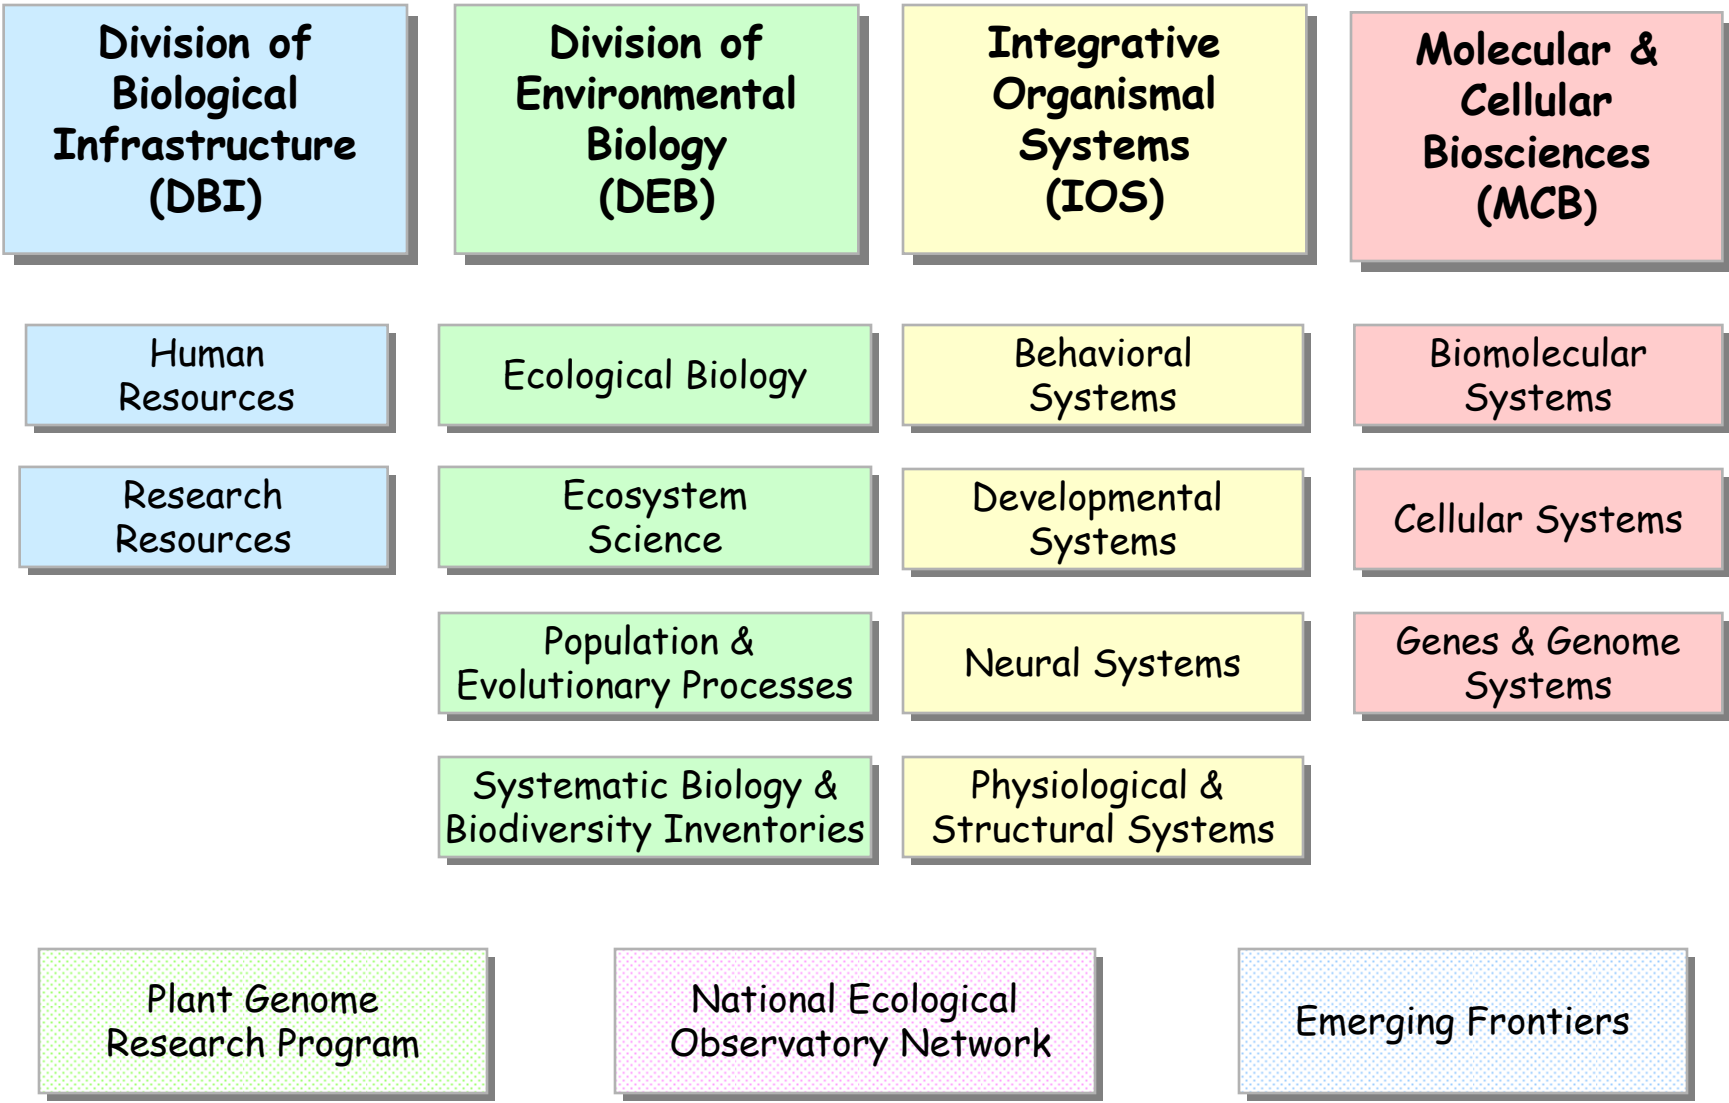 Division of
Biological
Infrastructure
(DBI)
Division of
Environmental
Biology
(DEB)
Integrative
Organismal
Systems
(IOS)
Molecular &
Cellular
Biosciences
(MCB)
Human
Resources
Ecological Biology
Behavioral
Systems
Biomolecular
Systems
Research
Resources
Ecosystem
Science
Developmental
Systems
Cellular Systems
Population &
Evolutionary Processes
Neural Systems
Genes & Genome
Systems
Systematic Biology &
Biodiversity Inventories
Physiological &
Structural Systems
Plant Genome
Research Program
National Ecological
Observatory Network
Emerging Frontiers